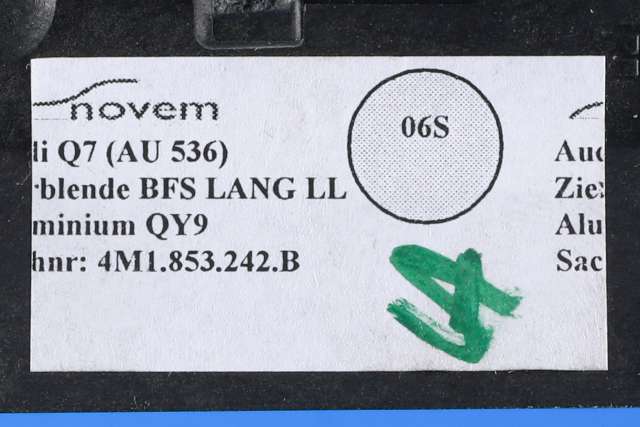 novem
di Q7 (AU 536)
rblende BFS LANG LL
minium QY9
hnr: 4M1.853.242.B
06S
Aud
Zie
Alu
Sac